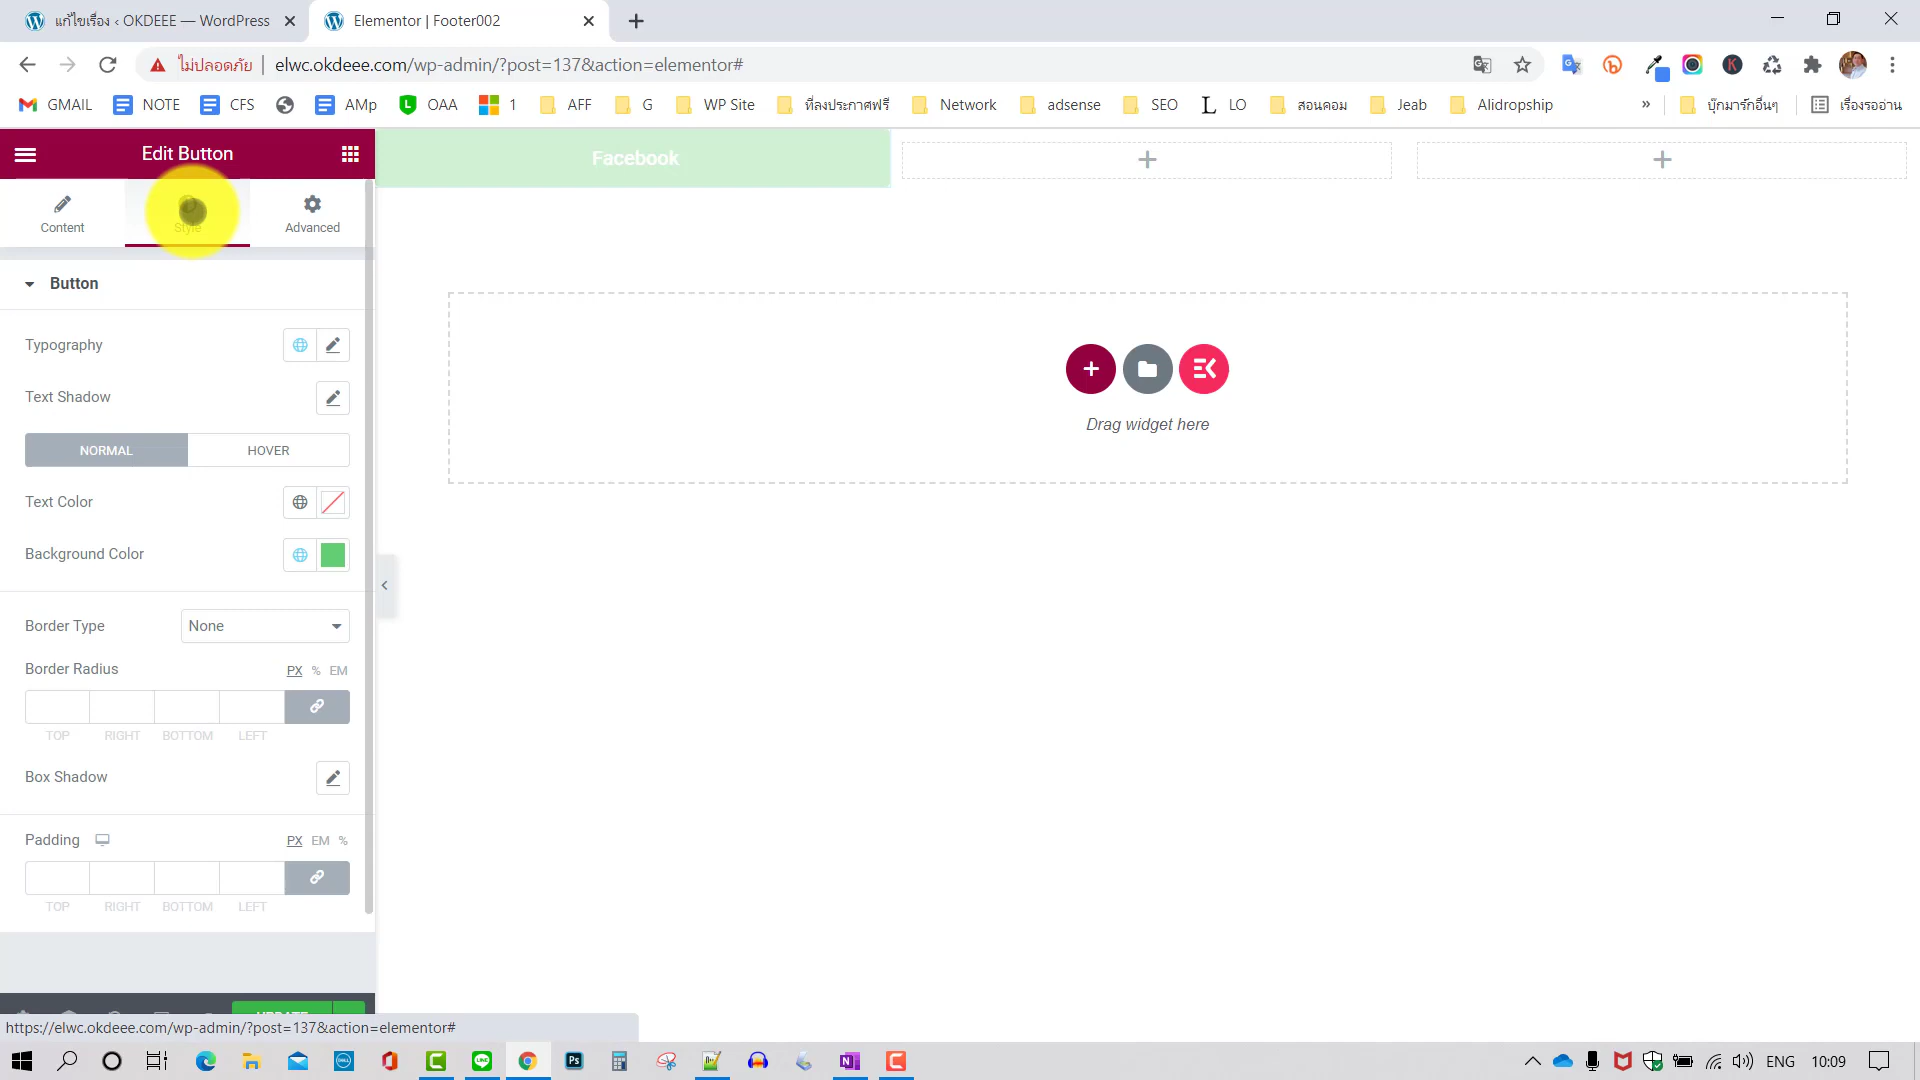 แก้ไขเรื่อง ‹ OKDEEE — WordPress
Elementor | Footer002
ไม่ปลอดภัย
elwc.okdeee.com/wp-admin/?post=137&action=elementor#
GMAIL
NOTE
CFS
AMp
OAA
1
AFF
G
WP Site
ที่ลงประกาศฟรี
Network
adsense
SEO
LO
สอนคอม
Jeab
Alidropship
»
บุ๊กมาร์กอื่นๆ
เรื่องรออ่าน
Edit Button
Facebook
Content
Style
Advanced
Button
Typography
Text Shadow
NORMAL
HOVER
Text Color
Background Color
Border Type
None
Border Radius
PX % EM
TOP RIGHT BOTTOM LEFT
Box Shadow
Padding
PX EM %
TOP RIGHT BOTTOM LEFT
Drag widget here
UPDATE
https://elwc.okdeee.com/wp-admin/?post=137&action=elementor#
ENG
10:09